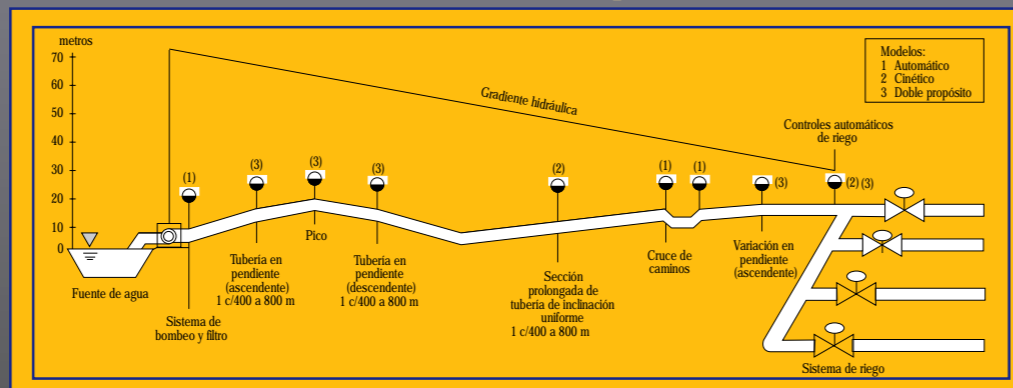 metros
70
60
50
40
30
20
10
0
Modelos:
1 Automático
2 Cinético
3 Doble propósito
Gradiente hidráulica
Controles automáticos
de riego
(1)
(3)
(3)
(3)
(2)
(1)
(1)
(3)
(2) (3)
Fuente de agua
Sistema de
bombeo y filtro
Tubería en
pendiente
(ascendente)
1 c/400 a 800 m
Pico
Tubería en
pendiente
(descendente)
1 c/400 a 800 m
Sección
prolongada de
tubería de inclinación
uniforme
1 c/400 a 800 m
Cruce de
caminos
Variación en
pendiente
(ascendente)
Sistema de riego